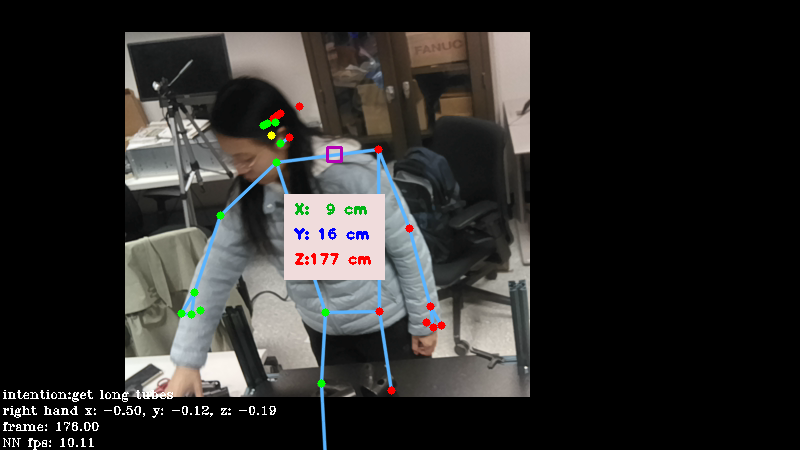 FANUC
X: 9 cm
Y: 16 cm
Z:177 cm
intention:get long tubes
right hand x: -0.50, y: -0.12, z: -0.19
frame: 176.00
NN fps: 10.11